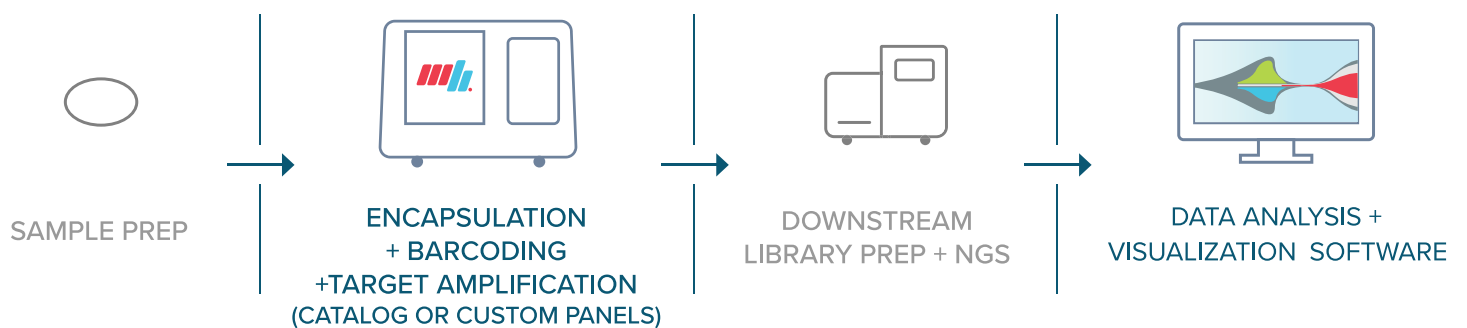 SAMPLE PREP
ENCAPSULATION
+ BARCODING
+TARGET AMPLIFICATION
(CATALOG OR CUSTOM PANELS)
DOWNSTREAM
LIBRARY PREP + NGS
DATA ANALYSIS +
VISUALIZATION SOFTWARE